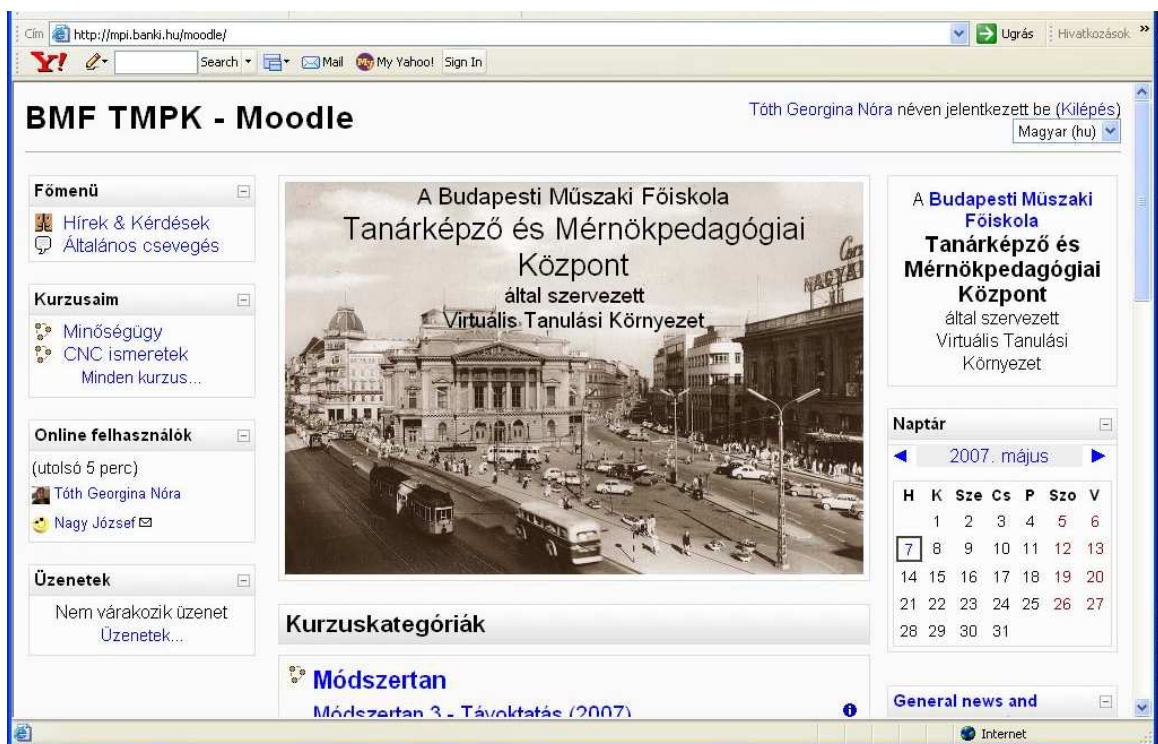 Cím http://mpi.banki.hu/moodle/ Ugrás Hivatkozások »
Y! Search Mail My Yahoo! Sign In
BMF TMPK - Moodle
Tóth Georgina Nóra néven jelentkezett be (Kilépés)
Magyar (hu)
Főmenü
Hírek & Kérdések
Általános csevegés
Kurzusaim
Minőségügy
CNC ismeretek
Minden kurzus...
Online felhasználók
(utolsó 5 perc)
Tóth Georgina Nóra
Nagy József
Üzenetek
Nem várakozik üzenet
Üzenetek...
A Budapesti Műszaki Főiskola
Tanárképző és Mérnökpedagógiai
Központ
által szervezett
Virtuális Tanulási Környezet
NAGYÁ
Kurzuskategóriák
Módszertan
Módszertan 3 - Távoktatás (2007)
A Budapesti Műszaki
Főiskola
Tanárképző és
Mérnökpedagógiai
Központ
által szervezett
Virtuális Tanulási
Környezet
Naptár
2007. május
H K Sze Cs P Szo V
1 2 3 4 5 6
7 8 9 10 11 12 13
14 15 16 17 18 19 20
21 22 23 24 25 26 27
28 29 30 31
General news and
Internet